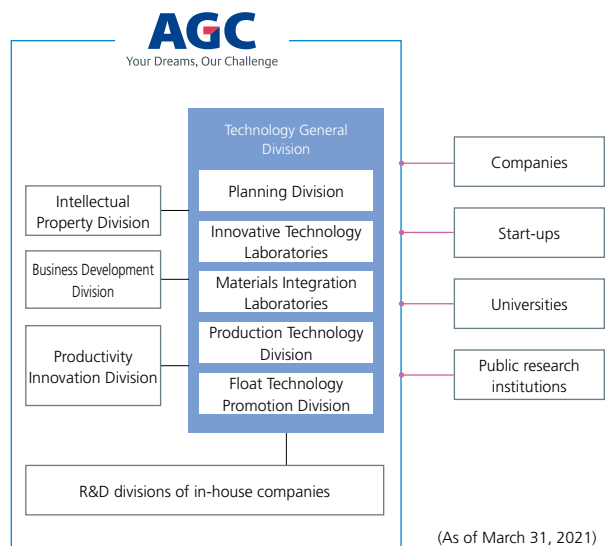 AGC
Your Dreams, Our Challenge
Technology General
Division
Planning Division
Innovative Technology
Laboratories
Materials Integration
Laboratories
Production Technology
Division
Float Technology
Promotion Division
Intellectual
Property Division
Business Development
Division
Productivity
Innovation Division
R&D divisions of in-house companies
Companies
Start-ups
Universities
Public research
institutions
(As of March 31, 2021)